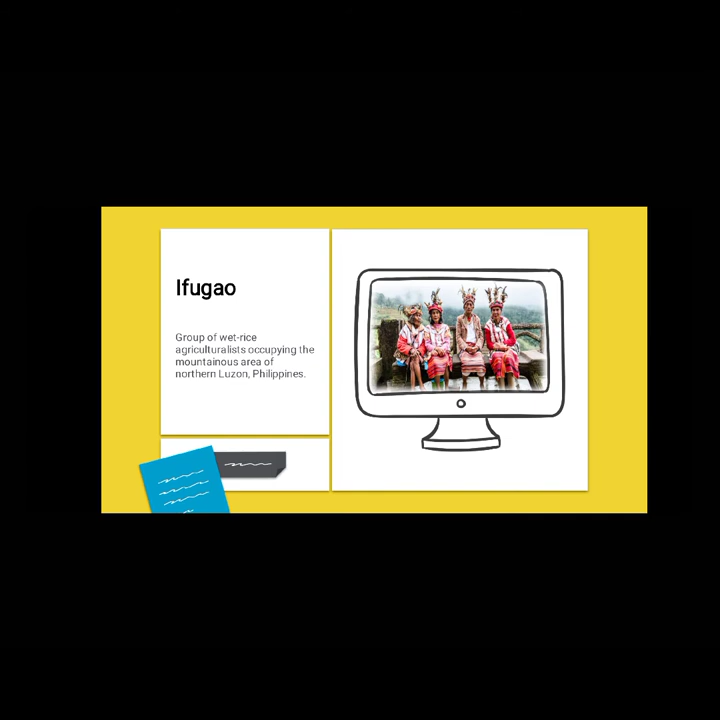 Ifugao
Group of wet-rice
agriculturalists occupying the
mountainous area of
northern Luzon, Philippines.